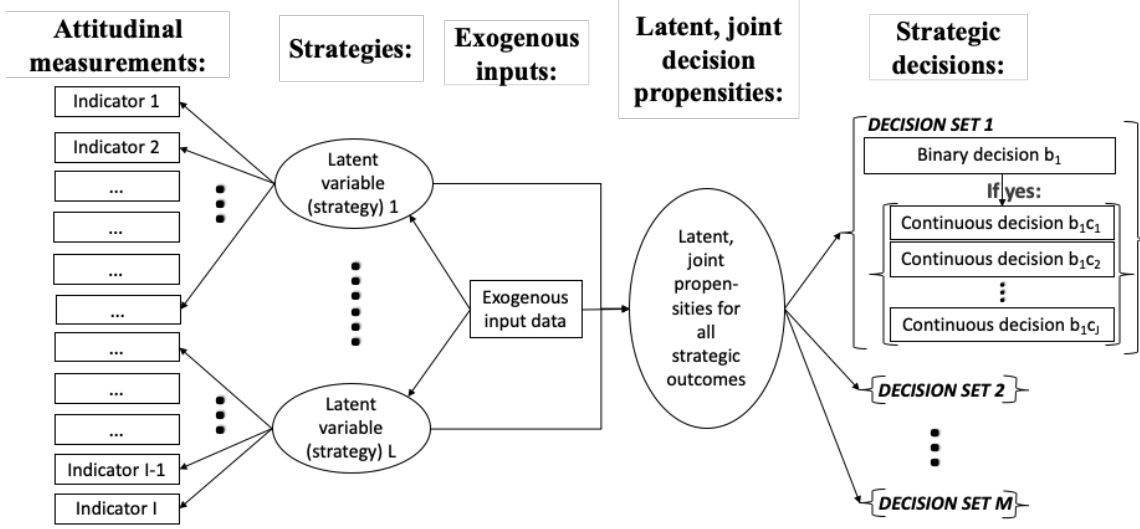 Attitudinal
measurements:
Strategies:
Exogenous
inputs:
Latent, joint
decision
propensities:
Strategic
decisions:
Indicator 1
Indicator 2
...
...
...
...
...
...
...
Indicator I-1
Indicator I
Latent
variable
(strategy) 1
Latent
variable
(strategy) L
Exogenous
input data
Latent,
joint
propen-
sities for
all
strategic
outcomes
DECISION SET 1
Binary decision b₁
If yes:
Continuous decision b₁c₁
Continuous decision b₁c₂
Continuous decision b₁cⱼ
DECISION SET 2
DECISION SET M